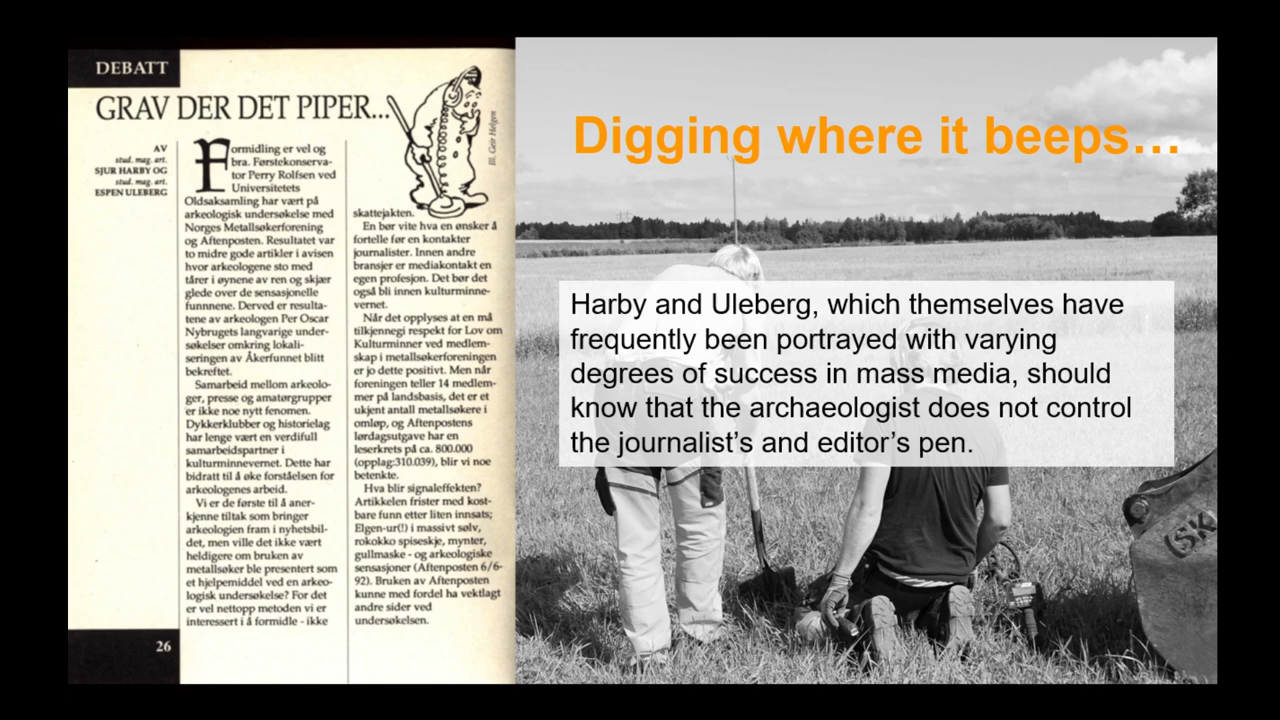 DEBATT
GRAV DER DET PIPER...
AV
stud. mag. art.
SJUR HARBY OG
stud. mag. art.
ESPEN ULEBERG
Formidling er vel og
bra. Førstekonserva-
tor Perry Rolfsen ved
Universitetets
Oldsaksamling har vært på
arkeologisk undersøkelse med
Norges Metallsøkerforening
og Aftenposten. Resultatet var
to midre gode artikler i avisen
hvor arkeologene sto med
tårer i øynene av ren og skjær
glede over de sensasjonelle
funnnene. Derved er resulta-
tene av arkeologen Per Oscar
Nybrugets langvarige under-
søkelser omkring lokali-
seringen av Åkerfunnet blitt
bekreftet.
Samarbeid mellom arkeolo-
ger, presse og amatørgrupper
er ikke noe nytt fenomen.
Dykkerklubber og historielag
har lenge vært en verdifull
samarbeidspartner i
kulturminnevernet. Dette har
bidratt til å øke forståelsen for
arkeologenes arbeid.
Vi er de første til å aner-
kjenne tiltak som bringer
arkeologien fram i nyhetsbil-
det, men ville det ikke vært
heldigere om bruken av
metallsøker ble presentert som
et hjelpemiddel ved en arkeo-
logisk undersøkelse? For det
er vel nettopp metoden vi er
interessert i å formidle - ikke
skattejakten.
En bør vite hva en ønsker å
fortelle før en kontakter
journalister. Innen andre
bransjer er mediakontakt en
egen profesjon. Det bør det
også bli innen kulturminne-
vernet.
Når det opplyses at en må
tilkjennegi respekt for Lov om
Kulturminner ved medlem-
skap i metallsøkerforeningen
er jo dette positivt. Men når
foreningen teller 14 medlem-
mer på landsbasis, det er et
ukjent antall metallsøkere i
omløp, og Aftenpostens
lørdagsutgave har en
leserkrets på ca. 800.000
(opplag:310.039), blir vi noe
betenkte.
Hva blir signaleffekten?
Artikkelen frister med kost-
bare funn etter liten innsats;
Elgen-ur(!) i massivt sølv,
rokokko spiseskje, mynter,
gullmaske - og arkeologiske
sensasjoner (Aftenposten 6/6-
92). Bruken av Aftenposten
kunne med fordel ha vektlagt
andre sider ved
undersøkelsen.
Ill. Geir Helgen
26
Digging where it beeps…
Harby and Uleberg, which themselves have
frequently been portrayed with varying
degrees of success in mass media, should
know that the archaeologist does not control
the journalist's and editor's pen.
(SK